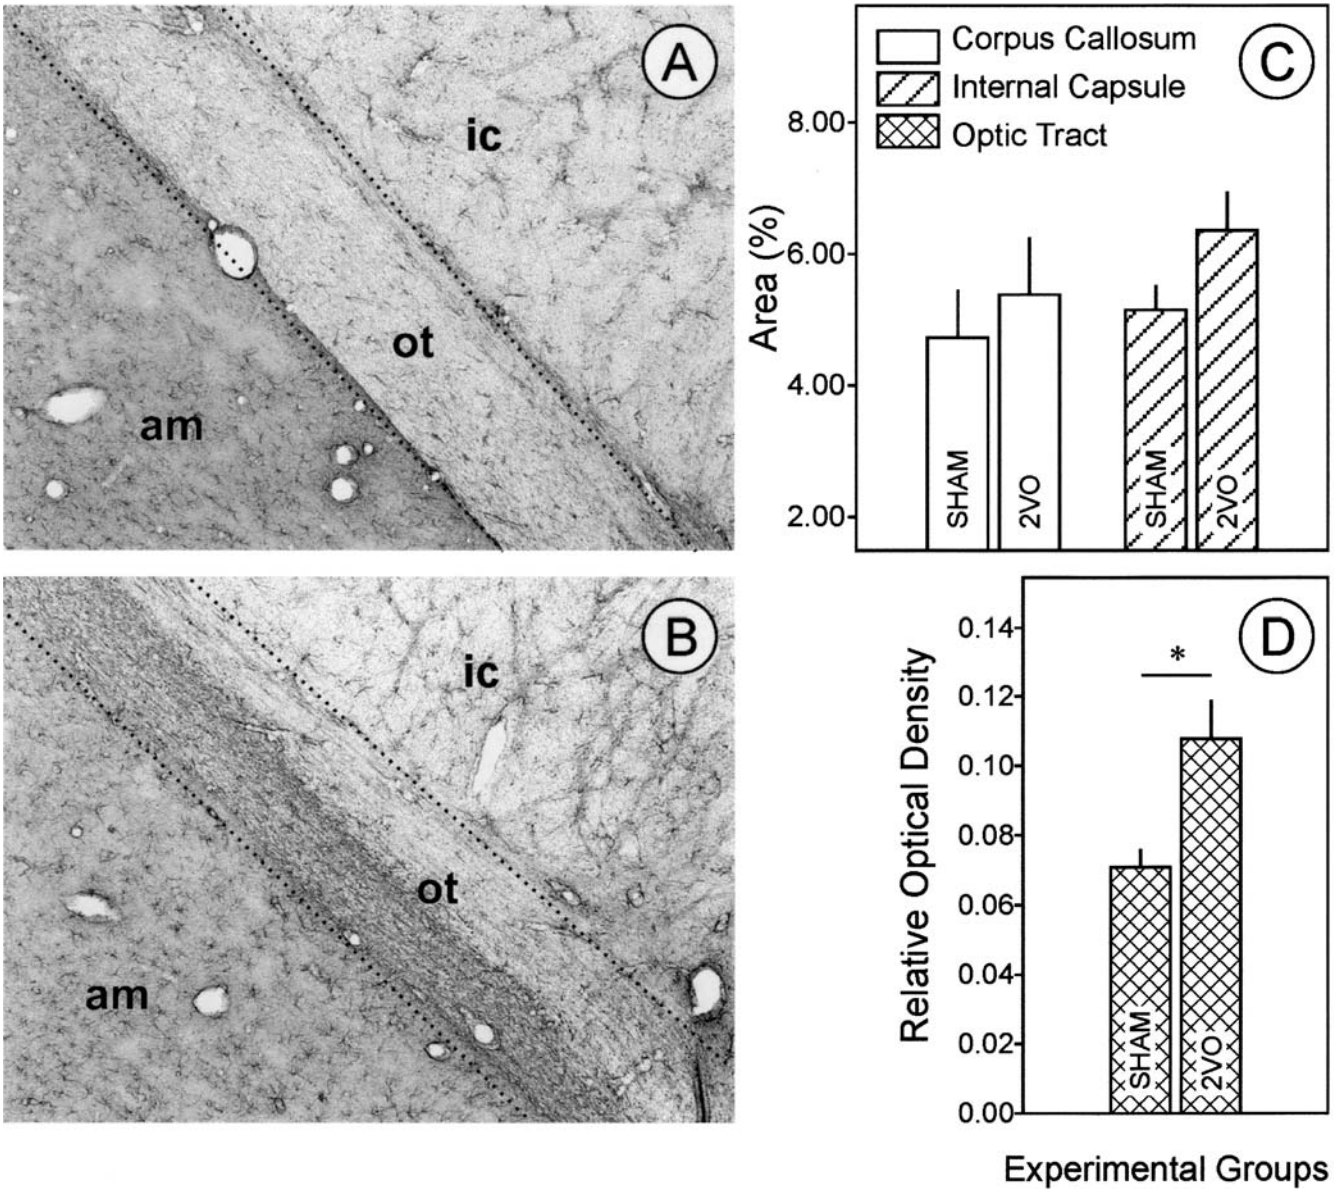 A
ic
ot
am
B
ic
ot
am
Corpus Callosum
Internal Capsule
Optic Tract
C
8.00
6.00
4.00
2.00
Area (%)
SHAM
2VO
SHAM
2VO
D
0.14
0.12
0.10
0.08
0.06
0.04
0.02
0.00
Relative Optical Density
*
SHAM
2VO
Experimental Groups